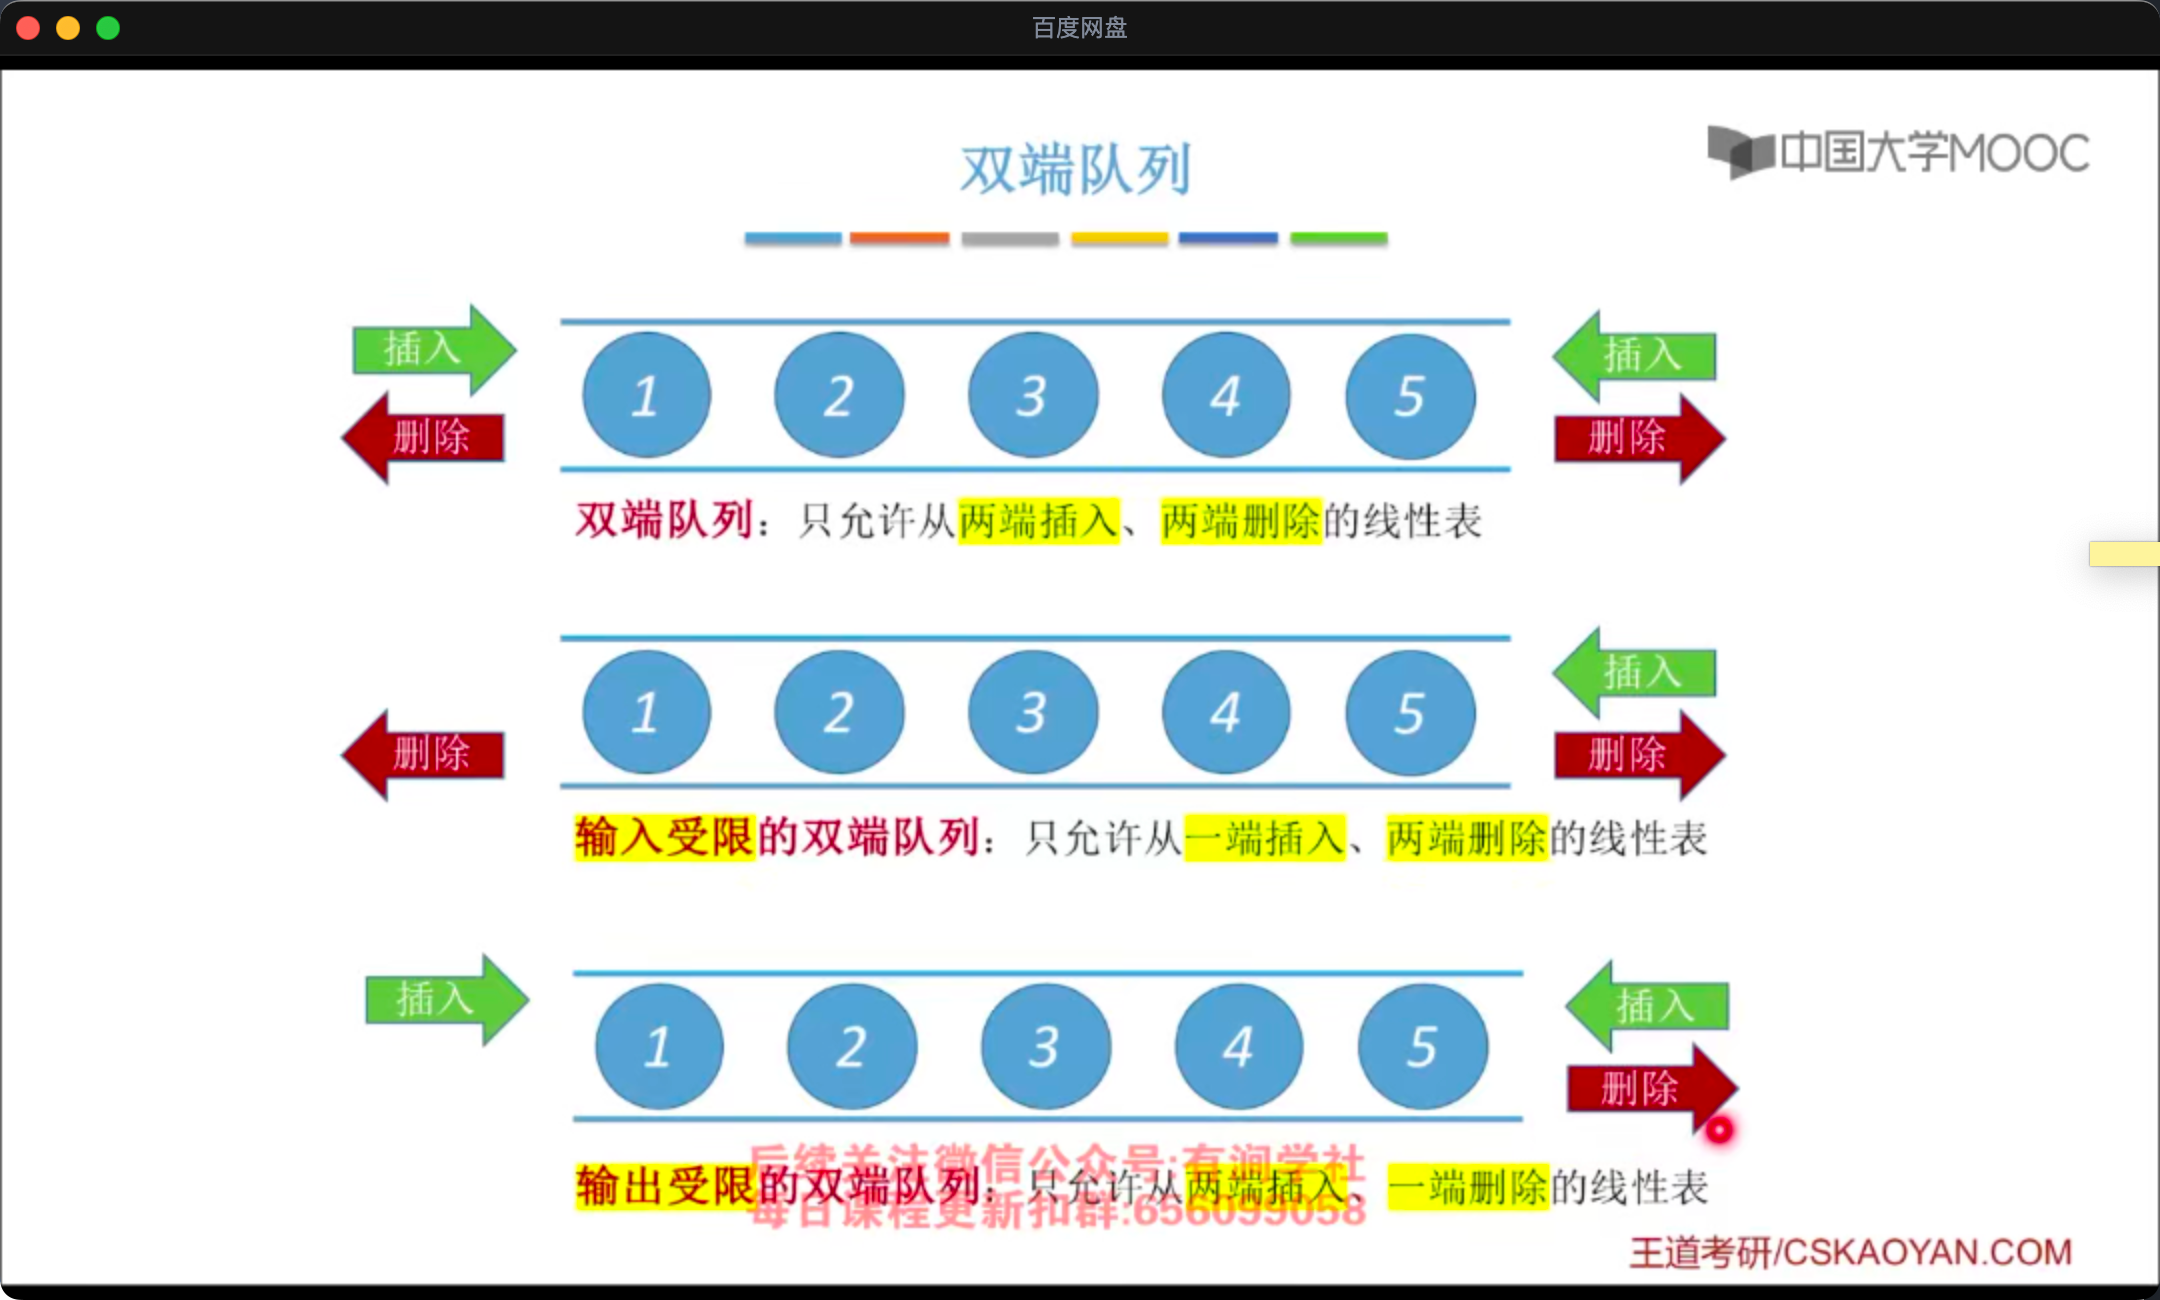 百度网盘
双端队列
中国大学MOOC
插入
1 2 3 4 5
插入
删除
删除
双端队列：只允许从两端插入、两端删除的线性表
插入
1 2 3 4 5
删除
删除
输入受限的双端队列：只允许从一端插入、两端删除的线性表
插入
1 2 3 4 5
插入
删除
后续关注微信公众号:有涧学社
输出受限的双端队列：只允许从两端插入、一端删除的线性表
每日课程更新扣群:656099058
王道考研/CSKAOYAN.COM